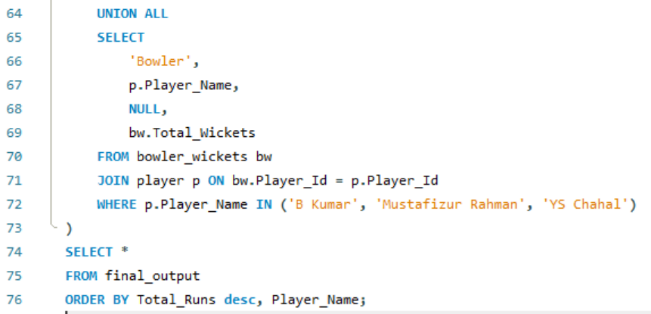 64 UNION ALL
65 SELECT
66 'Bowler',
67 p.Player_Name,
68 NULL,
69 bw.Total_Wickets
70 FROM bowler_wickets bw
71 JOIN player p ON bw.Player_Id = p.Player_Id
72 WHERE p.Player_Name IN ('B Kumar', 'Mustafizur Rahman', 'YS Chahal')
73 )
74 SELECT *
75 FROM final_output
76 ORDER BY Total_Runs desc, Player_Name;